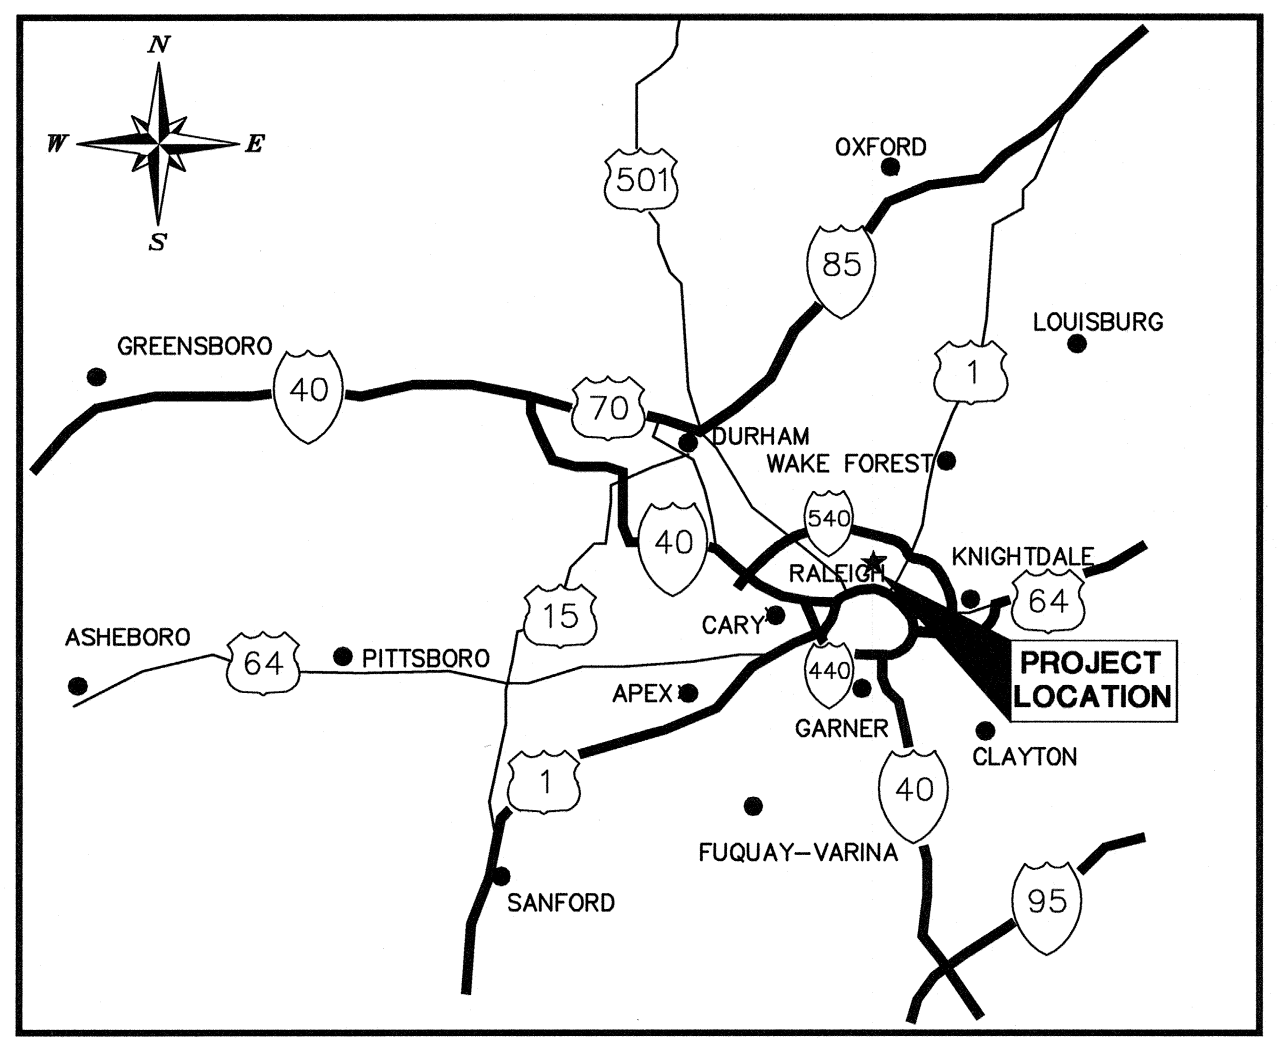 N
W E
S
501
OXFORD
85
LOUISBURG
GREENSBORO
40
70
1
DURHAM
WAKE FOREST
540
40
KNIGHTDALE
RALEIGH
64
15
CARY
ASHEBORO
64
PITTSBORO
440
APEX
PROJECT
LOCATION
GARNER
CLAYTON
1
40
FUQUAY-VARINA
SANFORD
95